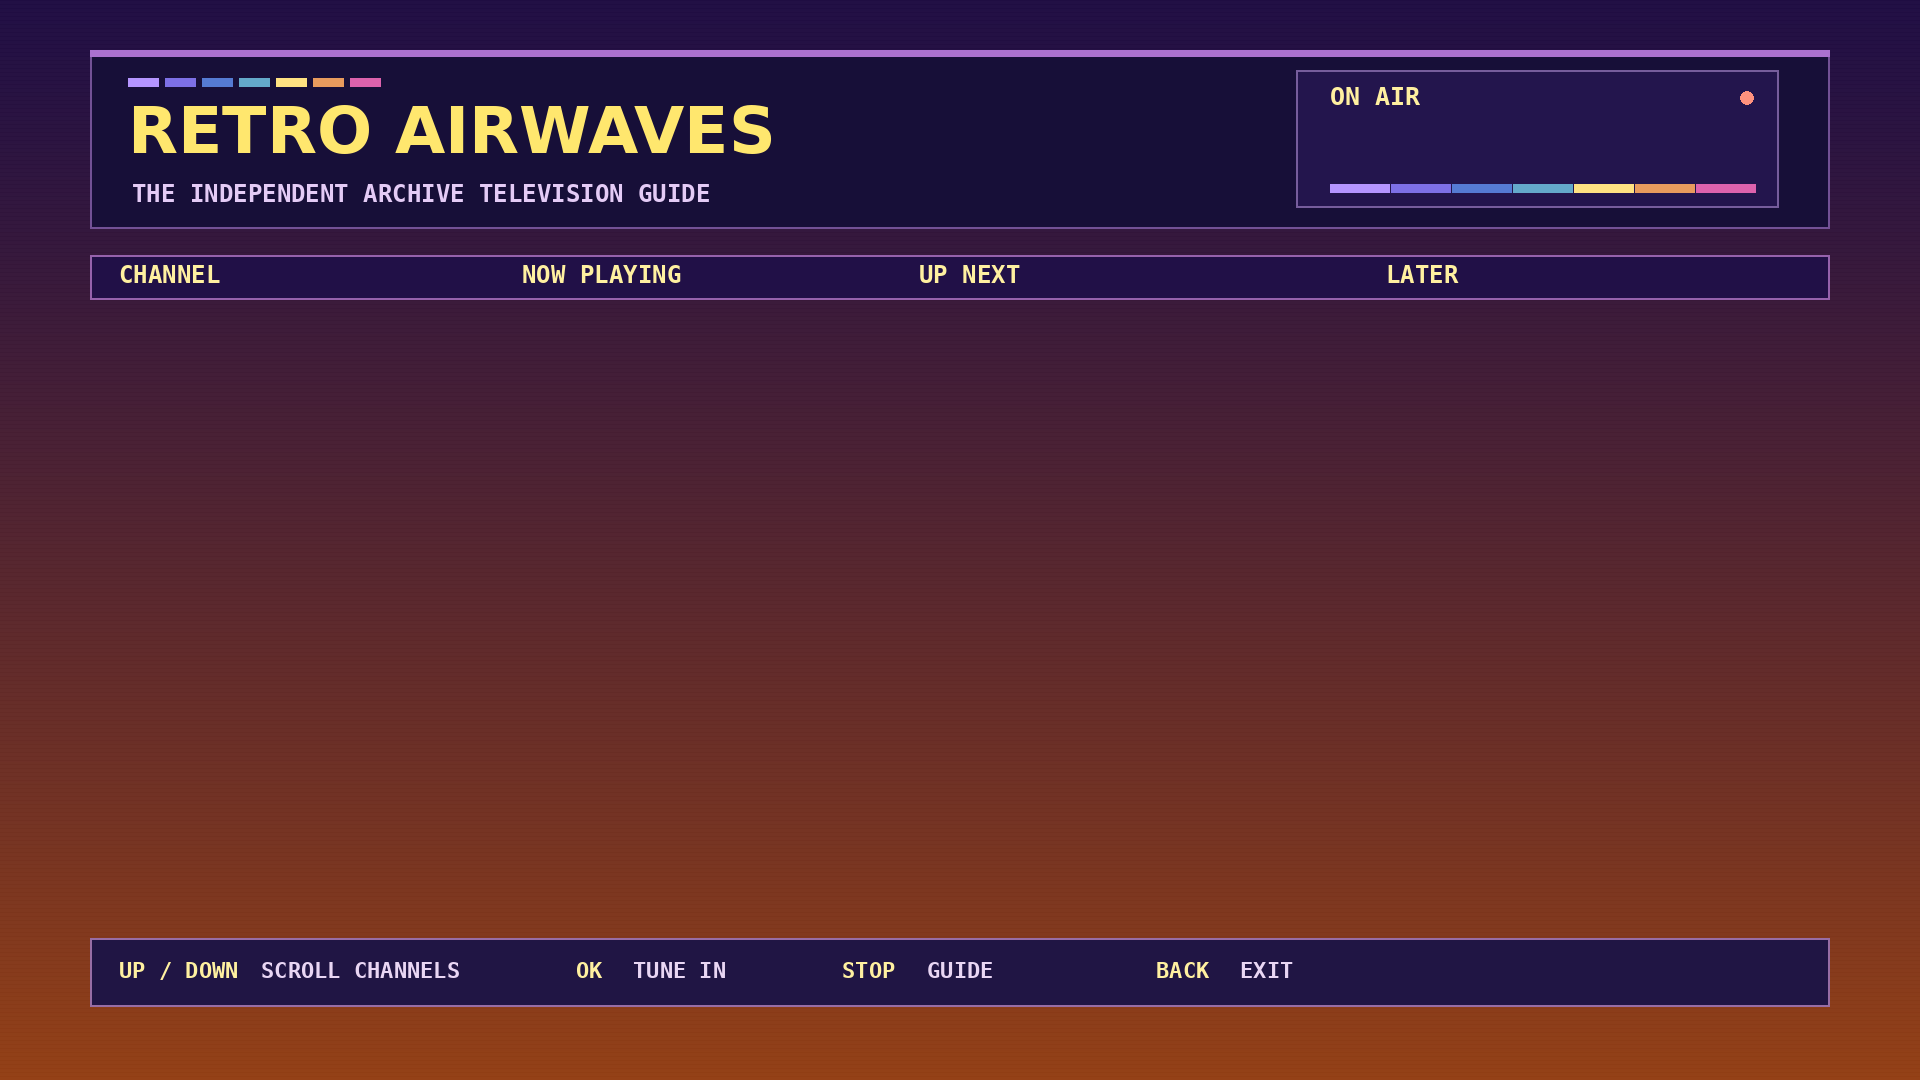 RETRO AIRWAVES
THE INDEPENDENT ARCHIVE TELEVISION GUIDE
ON AIR
CHANNEL NOW PLAYING UP NEXT LATER
UP / DOWN SCROLL CHANNELS OK TUNE IN STOP GUIDE BACK EXIT